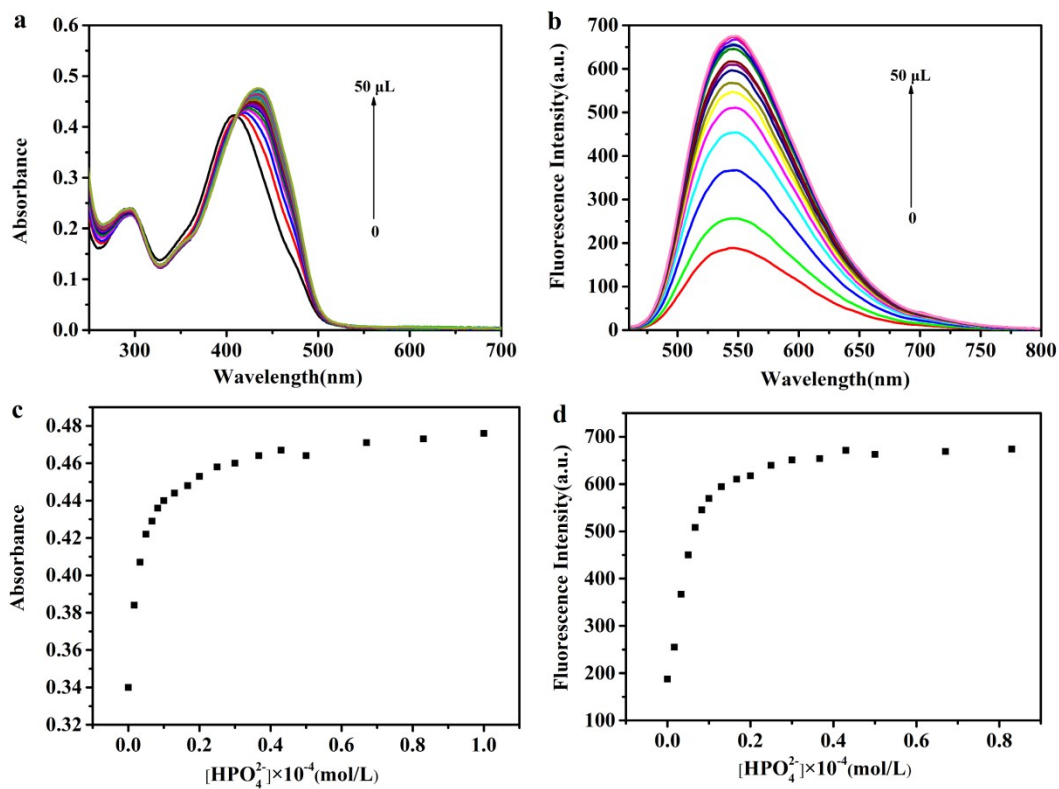 a
0.6
0.5
0.4
0.3
0.2
0.1
0.0
Absorbance
50 μL
0
300 400 500 600 700
Wavelength(nm)
b
700
600
500
400
300
200
100
0
Fluorescence Intensity(a.u.)
50 μL
0
500 550 600 650 700 750 800
Wavelength(nm)
c
0.48
0.46
0.44
0.42
0.40
0.38
0.36
0.34
0.32
Absorbance
0.0 0.2 0.4 0.6 0.8 1.0
[HPO₄²⁻]×10⁻⁴(mol/L)
d
700
600
500
400
300
200
100
Fluorescence Intensity(a.u.)
0.0 0.2 0.4 0.6 0.8
[HPO₄²⁻]×10⁻⁴(mol/L)